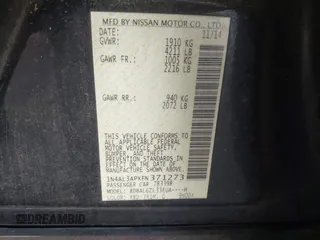 MFD BY NISSAN MOTOR CO., LTD.
DATE: 11/14
GVWR: 1910 KG
4211 LB
GAWR FR.: 1005 KG
2216 LB
GAWR RR.: 940 KG
2072 LB
THIS VEHICLE CONFORMS TO
ALL APPLICABLE FEDERAL
MOTOR VEHICLE SAFETY,
BUMPER, AND THEFT PREVENTION
STANDARDS IN EFFECT ON THE
DATE OF MANUFACTURE
SHOWN ABOVE.
1N4AL3APXFN371273
PASSENGER CAR
COLOR:
AUTOBIDMASTER